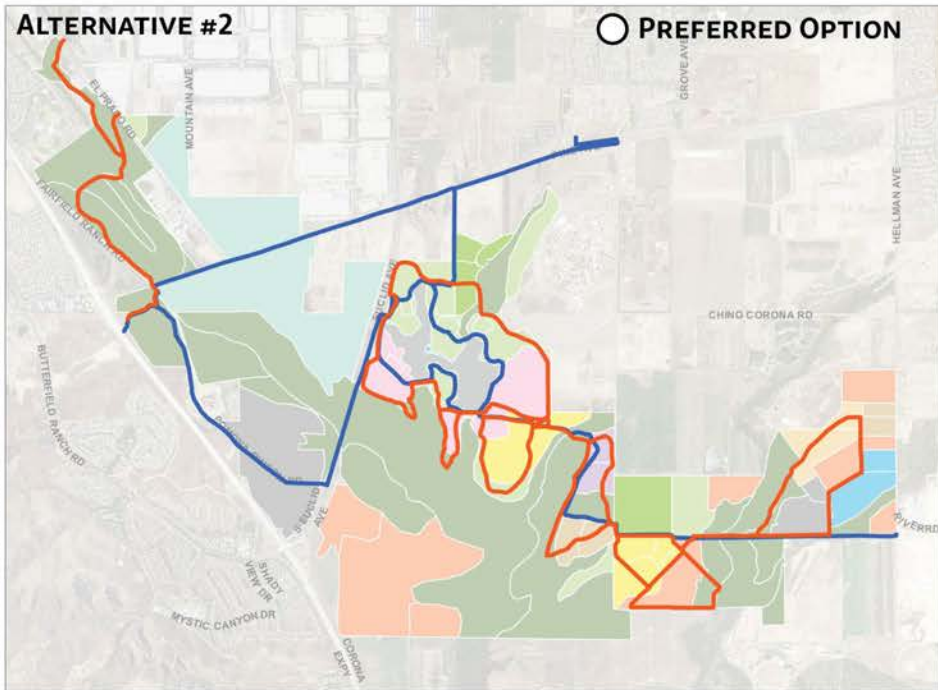 ALTERNATIVE #2
PREFERRED OPTION
EL PRADO RD
MOUNTAIN AVE
GROVE AVE
HELLMAN AVE
FAIRFIELD RANCH RD
EUCLID AVE
CHINO CORONA RD
BUTTERFIELD RANCH RD
S EUCLID AVE
RIVER RD
SHADY VIEW DR
MYSTIC CANYON DR
CORONA EXPY